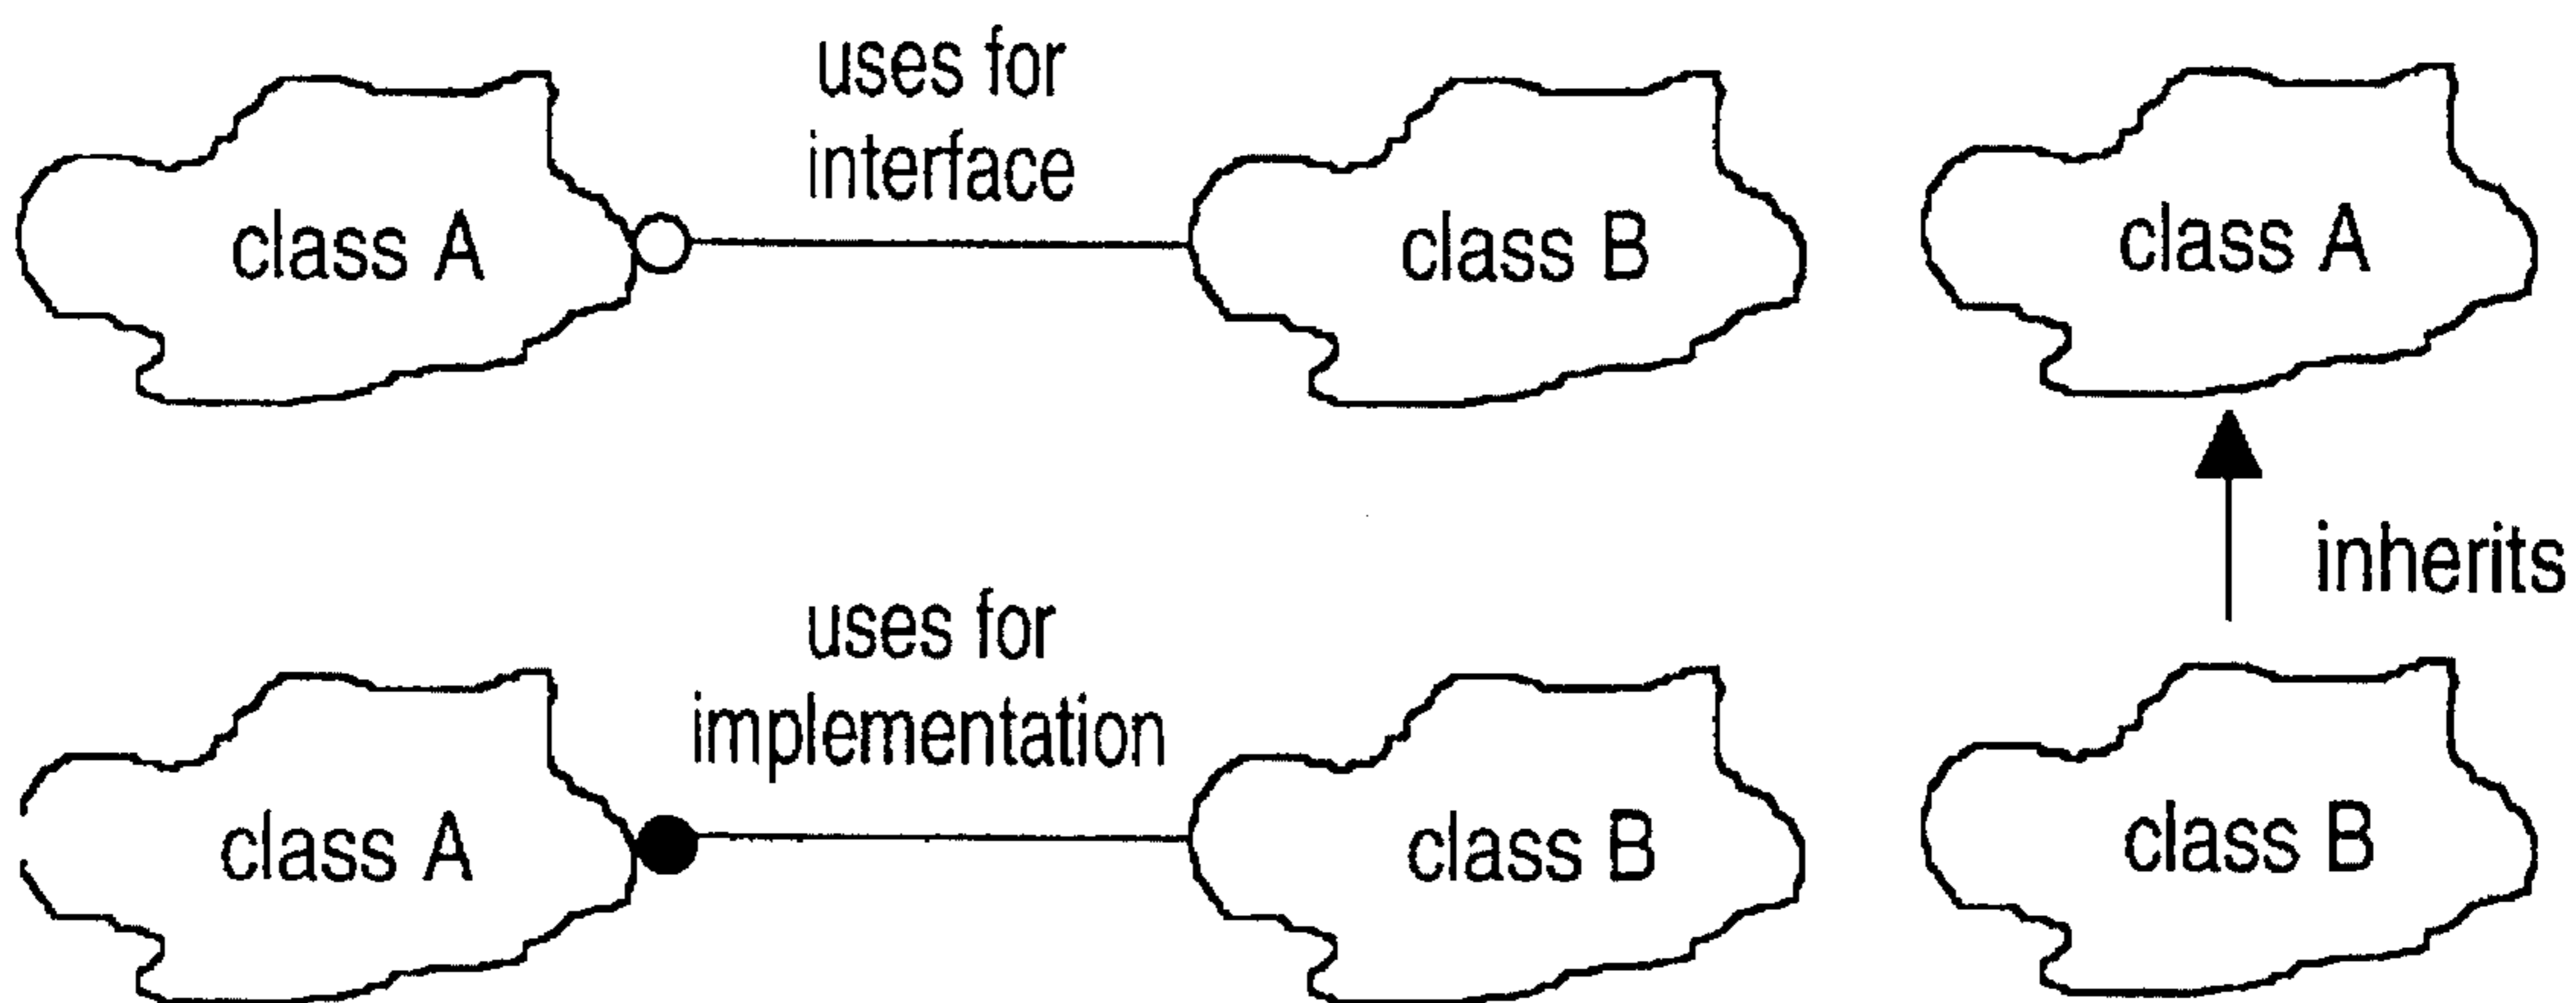 uses for
interface
class A
class B
class A
inherits
uses for
implementation
class A
class B
class B